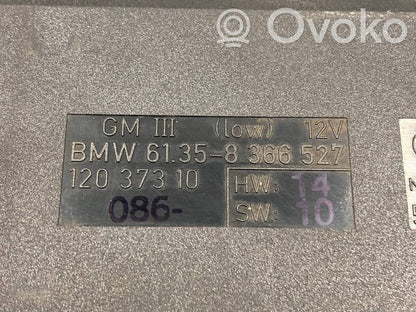 Ovoko
GM III (low) 12V
BMW 61.35-8 366 527
120 373 10 HW: 14
086- SW: 10